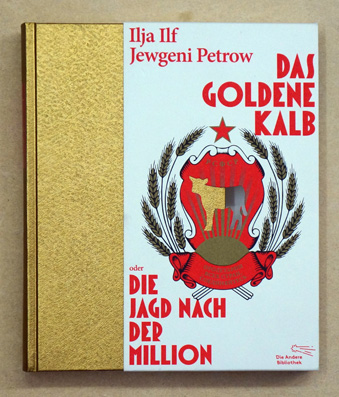 Ilja Ilf
Jewgeni Petrow
DAS
GOLDENE
KALB
oder
DIE
JAGD NACH
DER
MILLION
Die Andere
Bibliothek